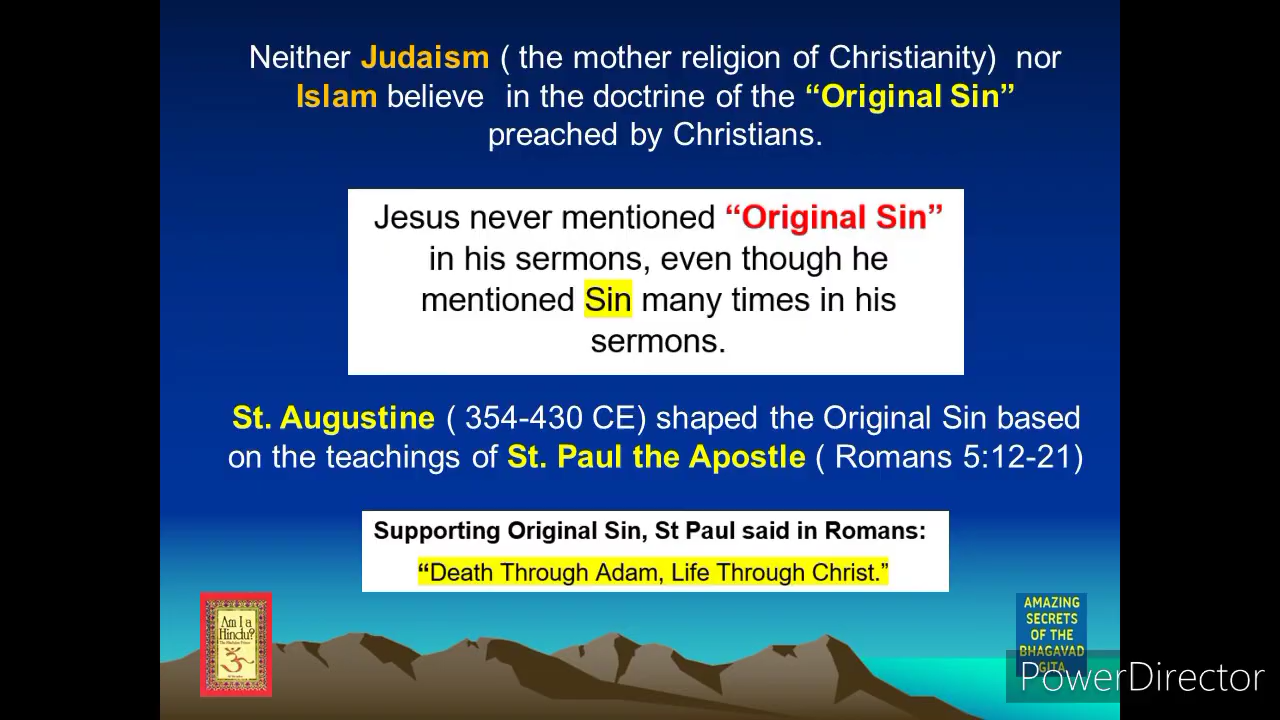 Neither Judaism ( the mother religion of Christianity) nor
Islam believe in the doctrine of the “Original Sin”
preached by Christians.
Jesus never mentioned “Original Sin”
in his sermons, even though he
mentioned Sin many times in his
sermons.
St. Augustine ( 354-430 CE) shaped the Original Sin based
on the teachings of St. Paul the Apostle ( Romans 5:12-21)
Supporting Original Sin, St Paul said in Romans:
“Death Through Adam, Life Through Christ.”
Am I a
Hindu?
AMAZING
SECRETS
OF THE
BHAGAVAD
GITA
PowerDirector